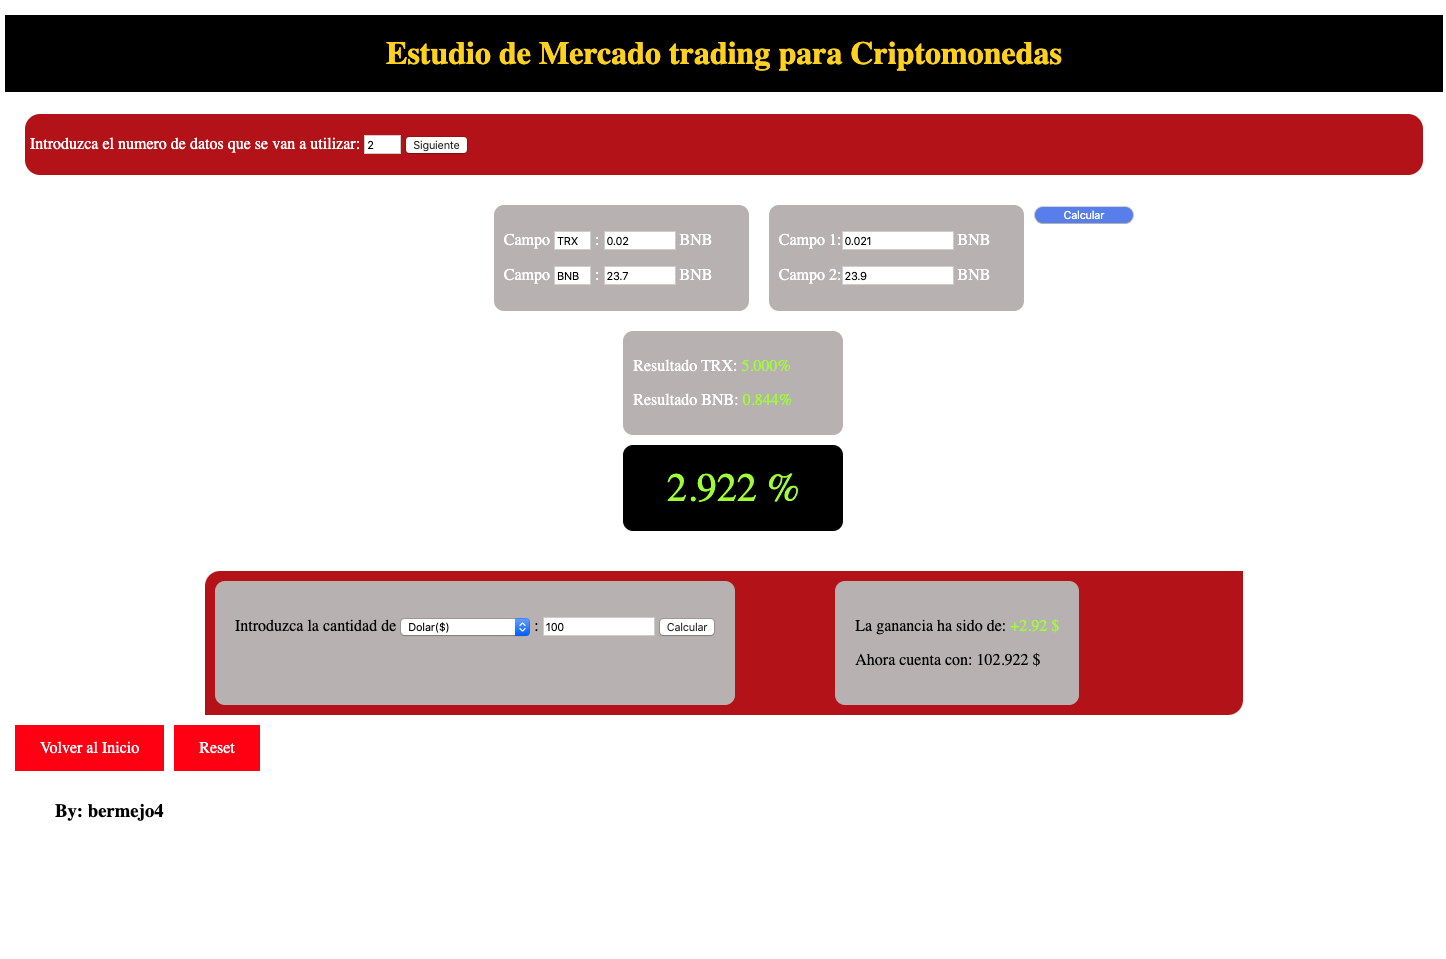 Estudio de Mercado trading para Criptomonedas
Introduzca el numero de datos que se van a utilizar: 2 Siguiente
Campo TRX : 0.02 BNB
Campo BNB : 23.7 BNB
Campo 1: 0.021 BNB
Campo 2: 23.9 BNB
Calcular
Resultado TRX: 5.000%
Resultado BNB: 0.844%
2.922 %
Introduzca la cantidad de Dolar($) : 100 Calcular
La ganancia ha sido de: +2.92 $
Ahora cuenta con: 102.922 $
Volver al Inicio
Reset
By: bermejo4